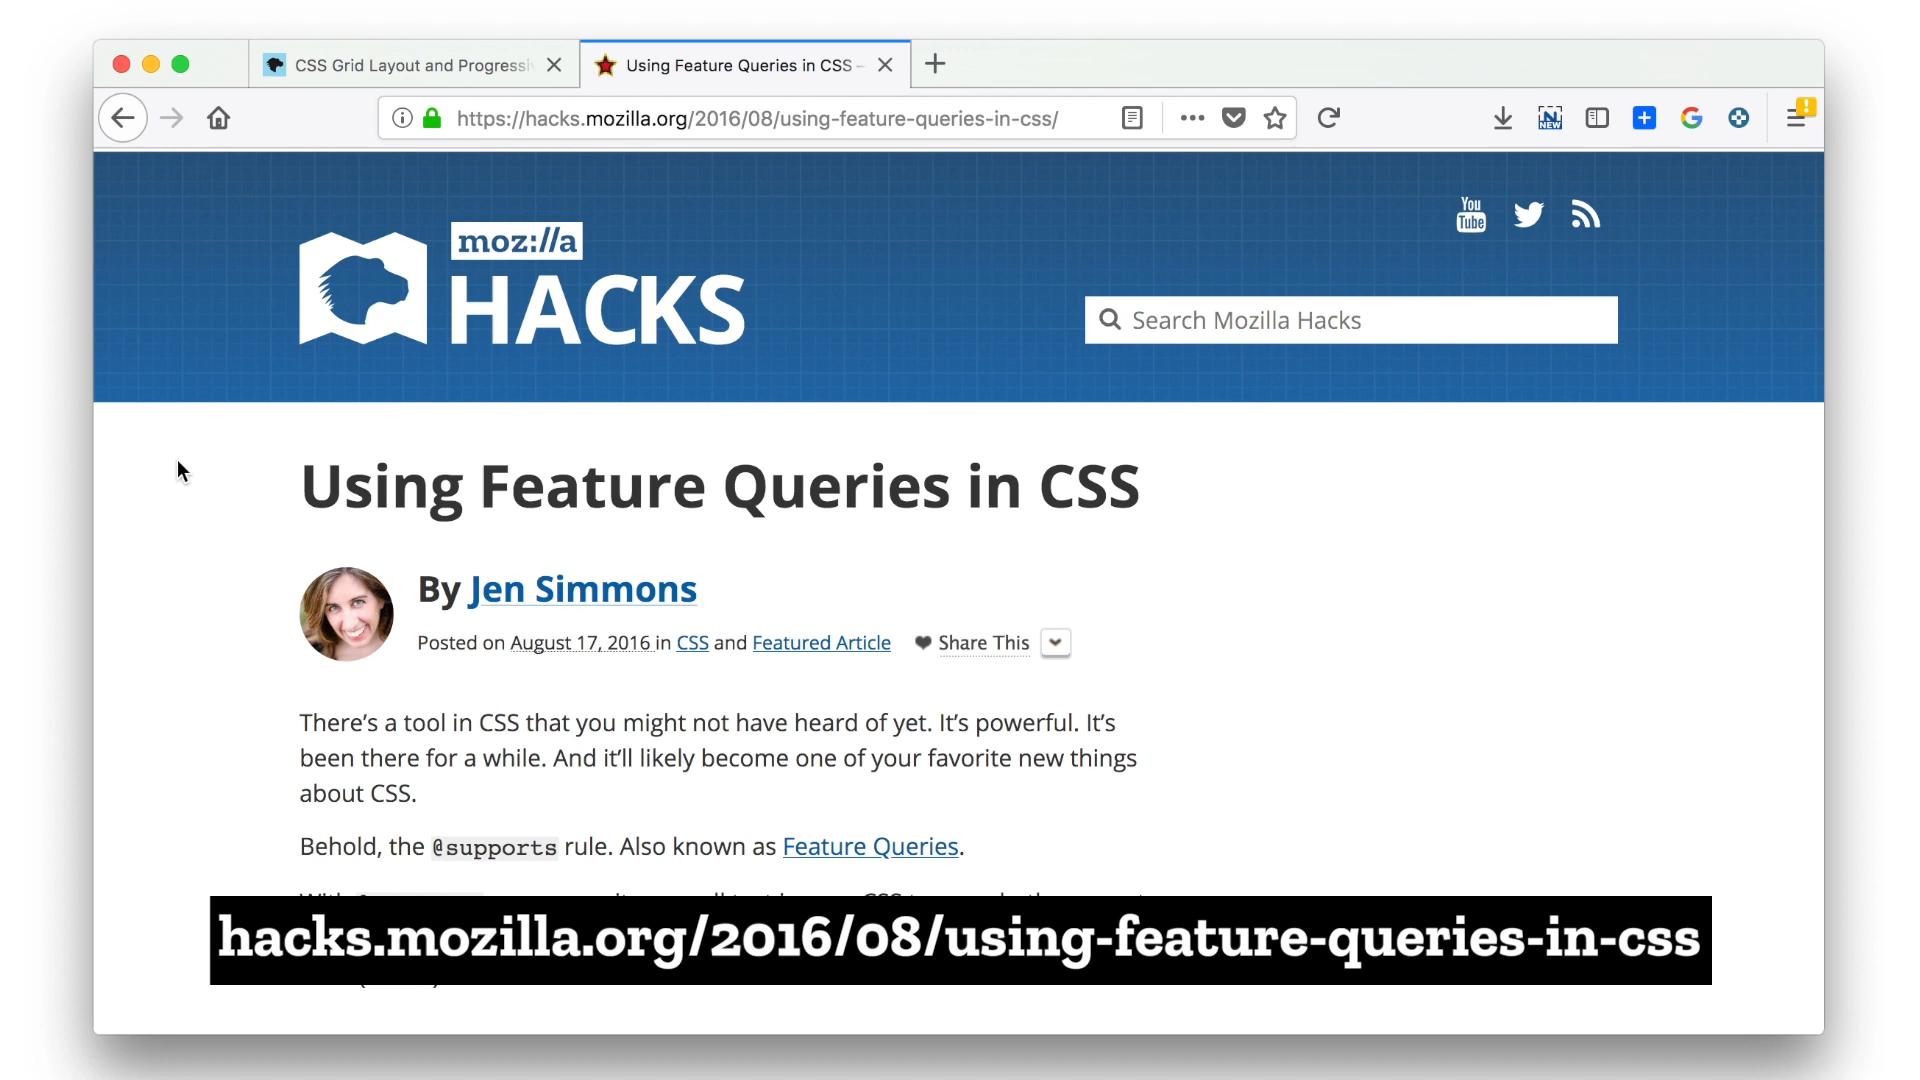 CSS Grid Layout and Progressi
Using Feature Queries in CSS –
https://hacks.mozilla.org/2016/08/using-feature-queries-in-css/
NEW
You
Tube
moz://a
HACKS
Search Mozilla Hacks
Using Feature Queries in CSS
By Jen Simmons
Posted on August 17, 2016 in CSS and Featured Article Share This
There's a tool in CSS that you might not have heard of yet. It's powerful. It's
been there for a while. And it'll likely become one of your favorite new things
about CSS.
Behold, the @supports rule. Also known as Feature Queries.
hacks.mozilla.org/2016/08/using-feature-queries-in-css